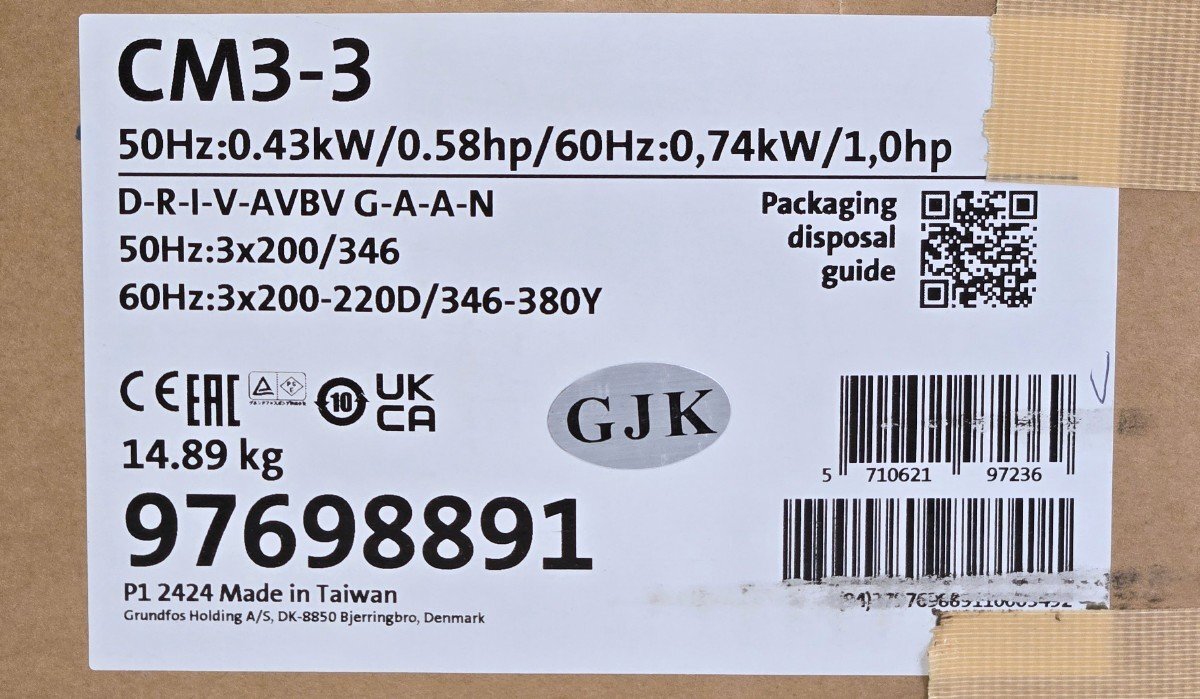 CM3-3
50Hz:0.43kW/0.58hp/60Hz:0,74kW/1,0hp
D-R-I-V-AVBV G-A-A-N
50Hz:3x200/346
60Hz:3x200-220D/346-380Y
Packaging
disposal
guide
CE EAC
10
UK
CA
GJK
14.89 kg
97698891
5 710621 97236
P1 2424 Made in Taiwan
Grundfos Holding A/S, DK-8850 Bjerringbro, Denmark